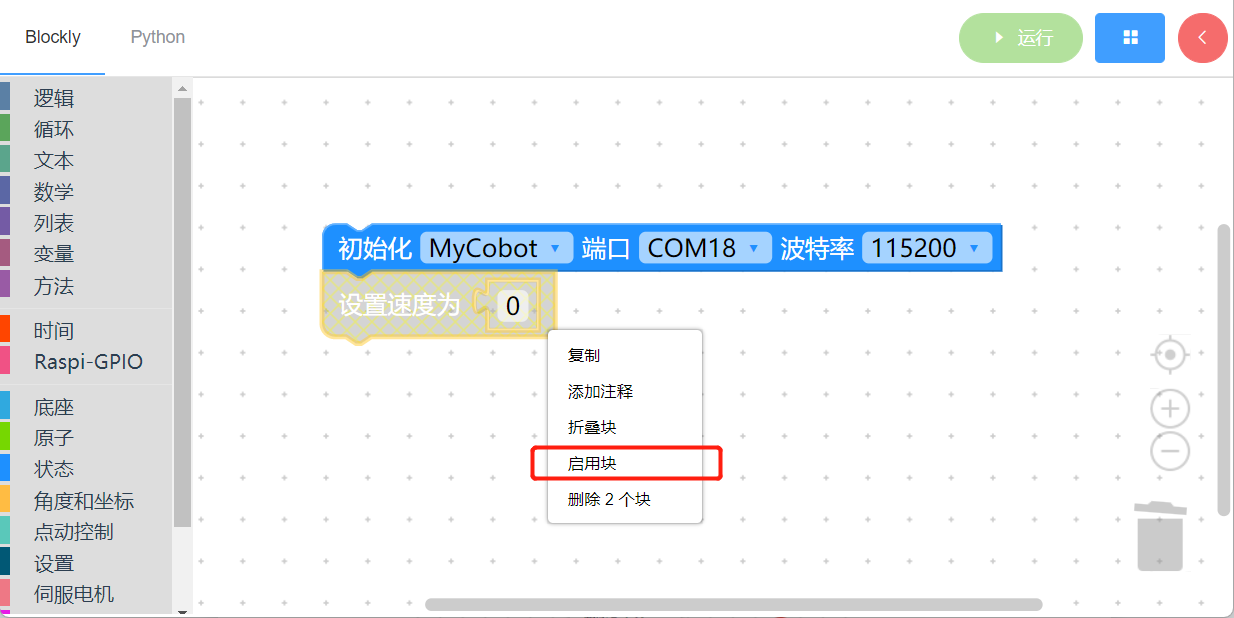 Blockly Python 运行
逻辑
循环
文本
数学
列表
变量
方法
时间
Raspi-GPIO
底座
原子
状态
角度和坐标
点动控制
设置
伺服电机
初始化 MyCobot 端口 COM18 波特率 115200
设置速度为 0
复制
添加注释
折叠块
启用块
删除 2 个块